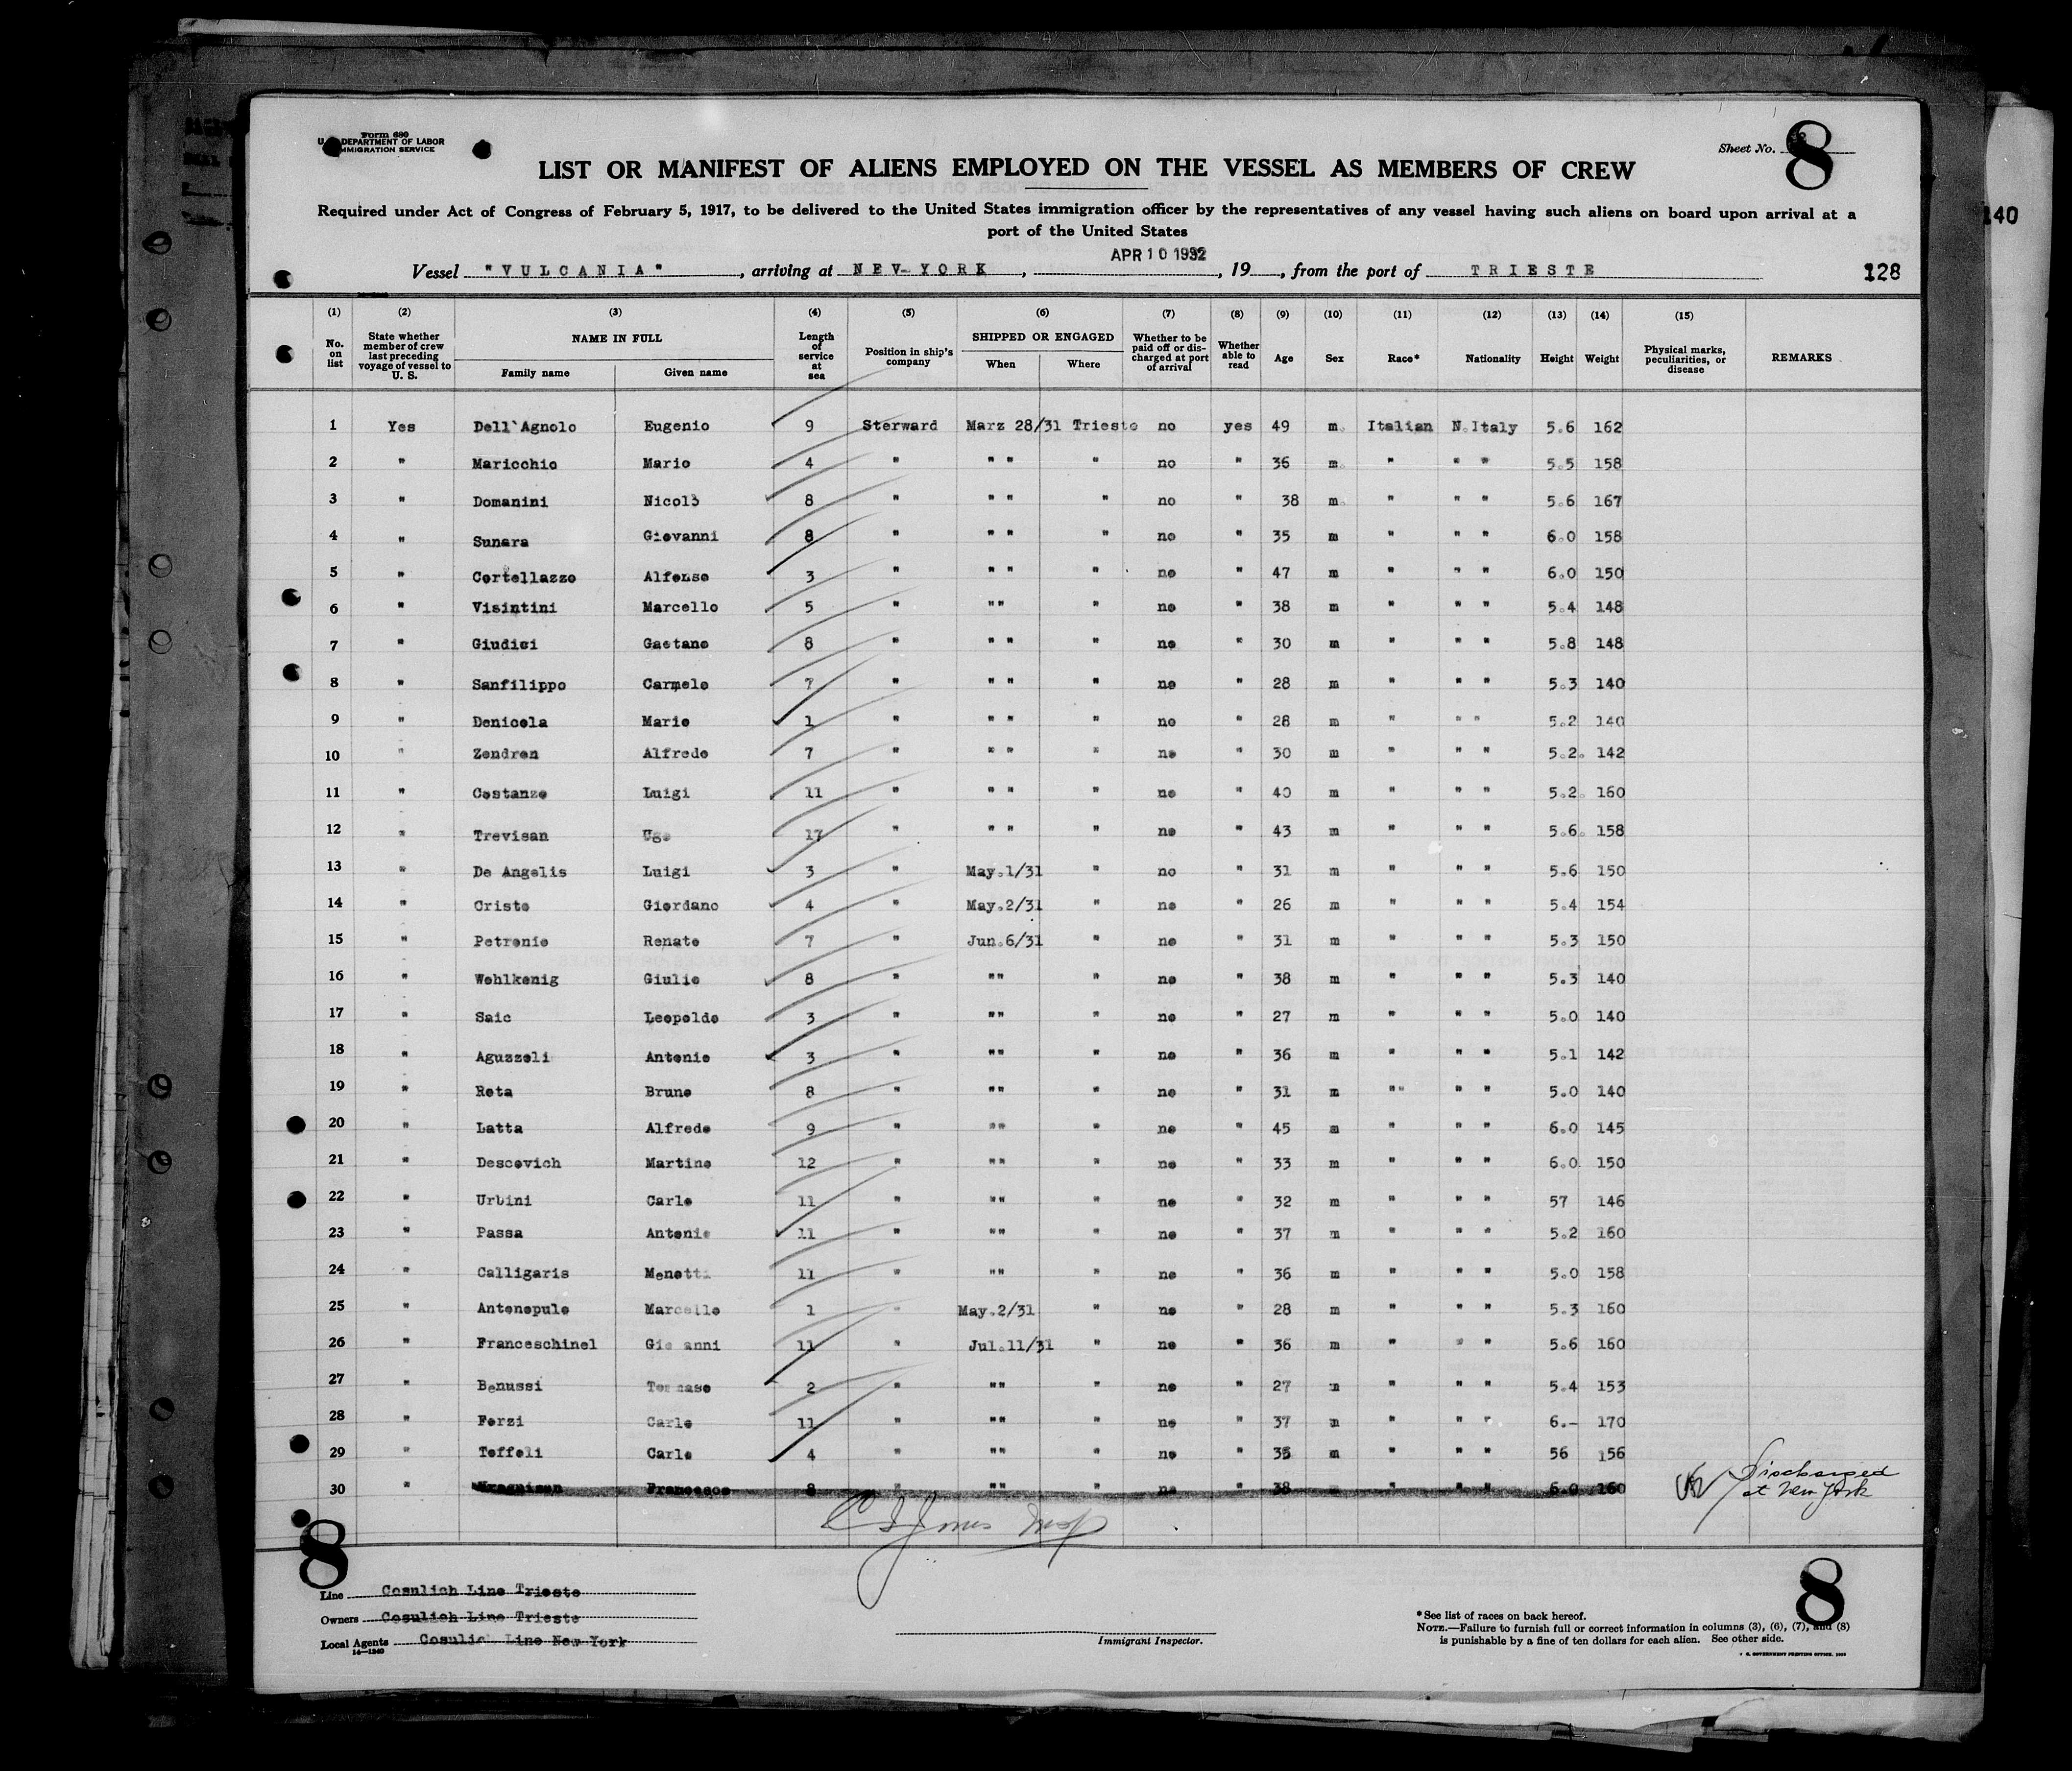 Form 680
U. S. DEPARTMENT OF LABOR
IMMIGRATION SERVICE
Sheet No. 8
LIST OR MANIFEST OF ALIENS EMPLOYED ON THE VESSEL AS MEMBERS OF CREW
Required under Act of Congress of February 5, 1917, to be delivered to the United States immigration officer by the representatives of any vessel having such aliens on board upon arrival at a
port of the United States
140
Vessel "VULCANIA", arriving at NEV-YORK, APR 10 1932, 19, from the port of TRIESTE 128
(1) (2) (3) (4) (5) (6) (7) (8) (9) (10) (11) (12) (13) (14) (15)
No. on list State whether member of crew last preceding voyage of vessel to U. S. NAME IN FULL Family name Given name Length of service at sea Position in ship's company SHIPPED OR ENGAGED When Where Whether to be paid off or discharged at port of arrival Whether able to read Age Sex Race* Nationality Height Weight Physical marks, peculiarities, or disease REMARKS
1 Yes Dell`Agnolo Eugenio 9 Sterward Marz 28/31 Trieste no yes 49 m. Italian N.Italy 5.6 162
2 " Maricchio Mario 4 " " " " no " 36 m. " " " 5.5 158
3 " Domanini Nicolò 8 " " " " no " 38 m. " " " 5.6 167
4 " Sunara Giovanni 8 " " " " no " 35 m " " " 6.0 158
5 " Cortellazzo Alfonso 3 " " " " no " 47 m " " " 6.0 150
6 " Visintini Marcello 5 " "" " no " 38 m " " " 5.4 148
7 " Giudici Gaetano 8 " " " " no " 30 m " " " 5.8 148
8 " Sanfilippo Carmelo 7 " " " " no " 28 m " " " 5.3 140
9 " Denicola Mario 1 " " " " no " 28 m " " " 5.2 140
10 " Zendron Alfredo 7 " " " " no " 30 m " " " 5.2. 142
11 " Costanzo Luigi 11 " " " " no " 40 m " " " 5.2. 160
12 " Trevisan Ugo 17 " " " " no " 43 m " " " 5.6. 158
13 " De Angelis Luigi 3 " May.1/31 " no " 31 m " " " 5.6 150
14 " Cristo Giordano 4 " May.2/31 " no " 26 m " " " 5.4 154
15 " Petronio Renato 7 " Jun.6/31 " no " 31 m " " " 5.3 150
16 " Wohlkonig Giulio 8 " "" " no " 38 m " " " 5.3 140
17 " Saic Leopoldo 3 " "" " no " 27 m " " " 5.0 140
18 " Aguzzoli Antonio 3 " "" " no " 36 m " " " 5.1 142
19 " Rota Bruno 8 " "" " no " 31 m "" " " 5.0 140
20 " Latta Alfredo 9 " "" " no " 45 m " " " 6.0 145
21 " Descovich Martino 12 " "" " no " 33 m " " " 6.0 150
22 " Urbini Carlo 11 " "" " no " 32 m " " " 57 146
23 " Passa Antonio 11 " "" " no " 37 m " " " 5.2 160
24 " Calligaris Menotti 11 " "" " no " 36 m " " " 5.0 158
25 " Antonopulo Marcello 1 " May.2/31 " no " 28 m " " " 5.3 160
26 " Franceschinel Gio anni 11 " Jul.11/31 " no " 36 m " " " 5.6 160
27 " Benussi Tommaso 2 " "" " no " 27 m " " " 5.4 153
28 " Forzi Carlo 11 " "" " no " 37 m " " " 6.- 170
29 " Toffoli Carlo 4 " "" " no " 35 m " " " 56 156
30 " Francesco 8 " "" " no " 38 m " " " 6.0 160 Discharged
at New York
8
Line Cosulich Line Trieste
Owners Cosulich Line Trieste
Local Agents Cosulich Line New York
14—1240
Immigrant Inspector.
8
*See list of races on back hereof.
NOTE.—Failure to furnish full or correct information in columns (3), (6), (7), and (8)
is punishable by a fine of ten dollars for each alien. See other side.